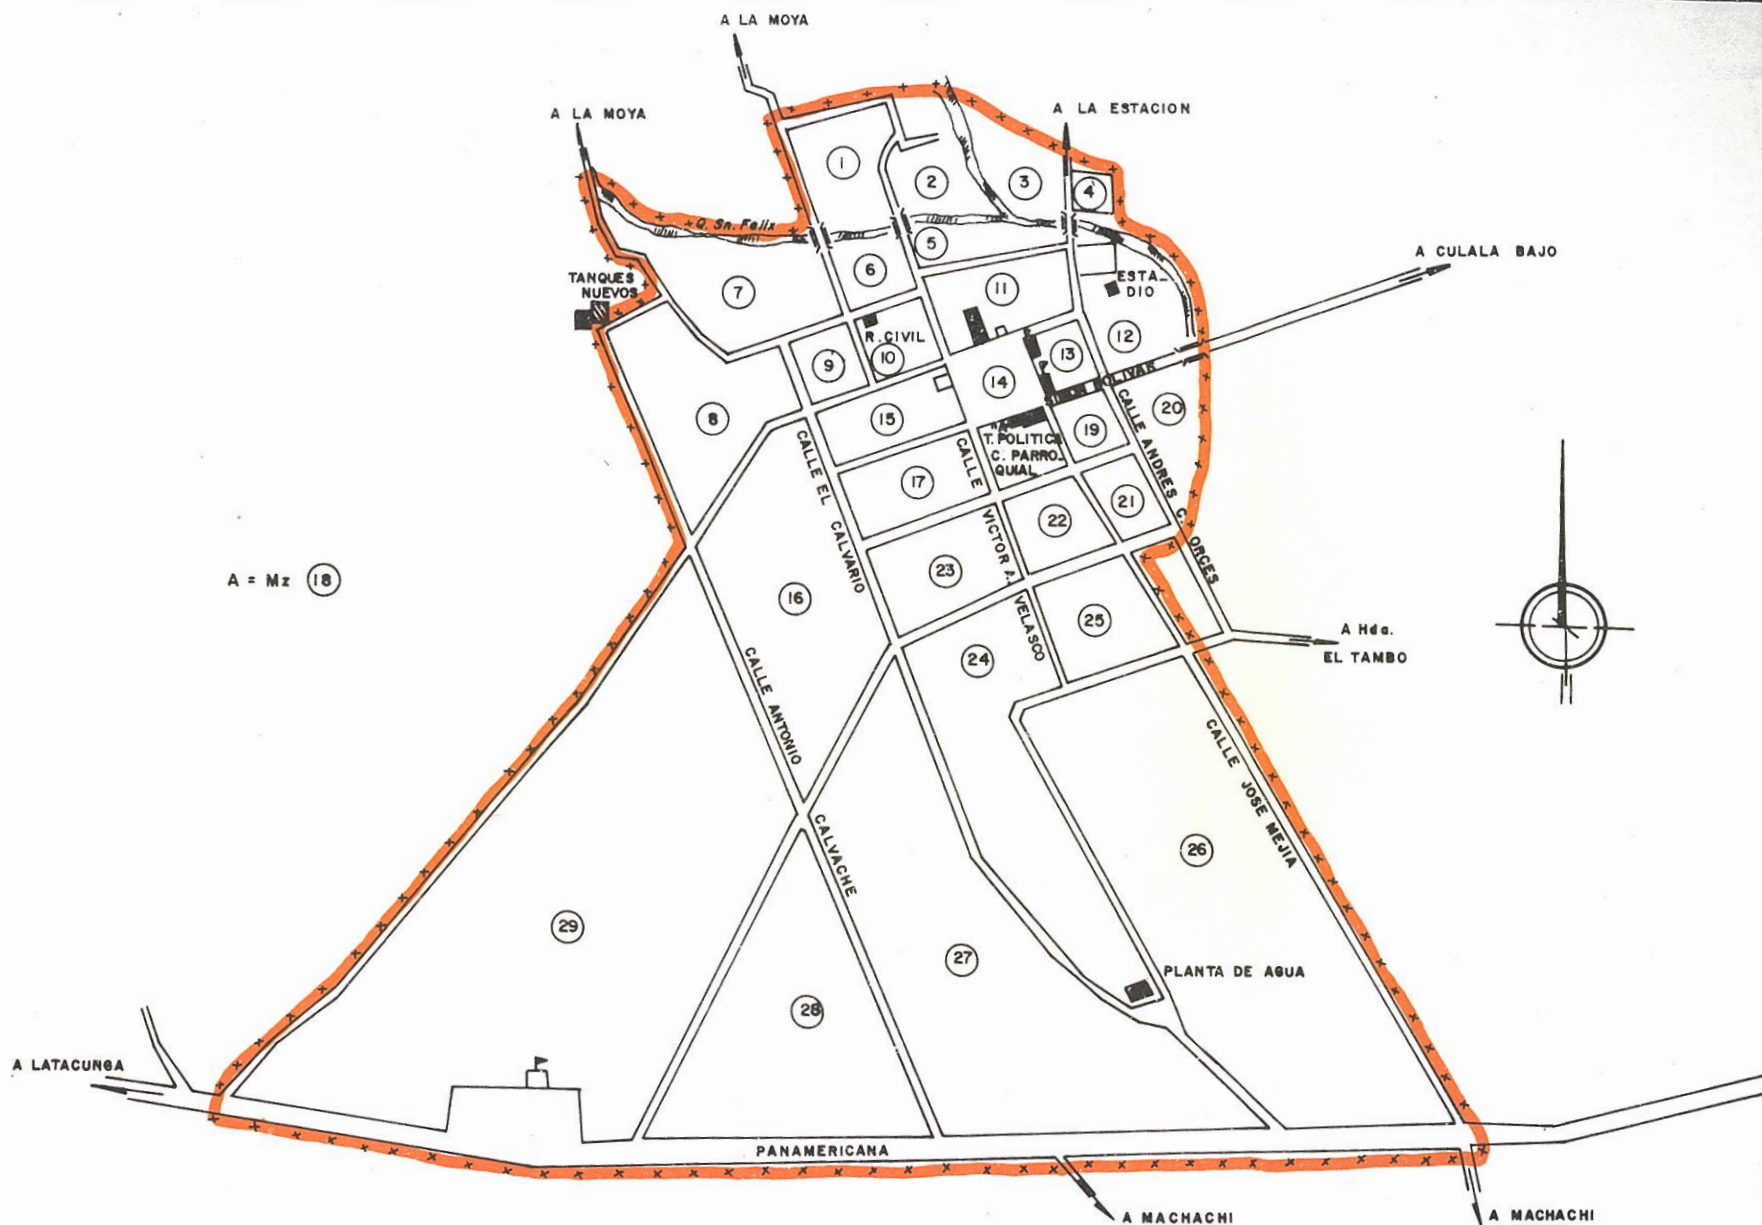 A LA MOYA
A LA MOYA
A LA ESTACION
1
2
3
4
Q. Sn. Felix
5
6
A CULALA BAJO
TANQUES
NUEVOS
7
11
ESTA_
DIO
R. CIVIL
9
10
12
13
14
BOLIVAR
8
15
20
19
"A"
T. POLITICA
C. PARRO_
QUIAL
CALLE EL CALVARIO
CALLE VICTOR A. VELASCO
CALLE ANDRES C. ORCES
17
21
22
A = Mz 18
23
16
25
24
A Hda.
EL TAMBO
CALLE ANTONIO CALVACHE
CALLE JOSE MEJIA
26
29
27
PLANTA DE AGUA
28
A LATACUNGA
PANAMERICANA
A MACHACHI
A MACHACHI